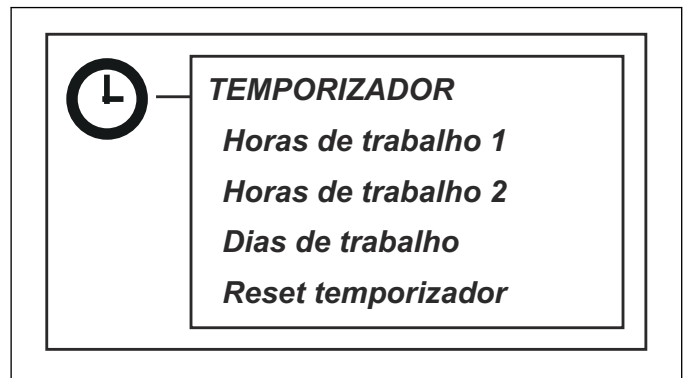 TEMPORIZADOR
Horas de trabalho 1
Horas de trabalho 2
Dias de trabalho
Reset temporizador